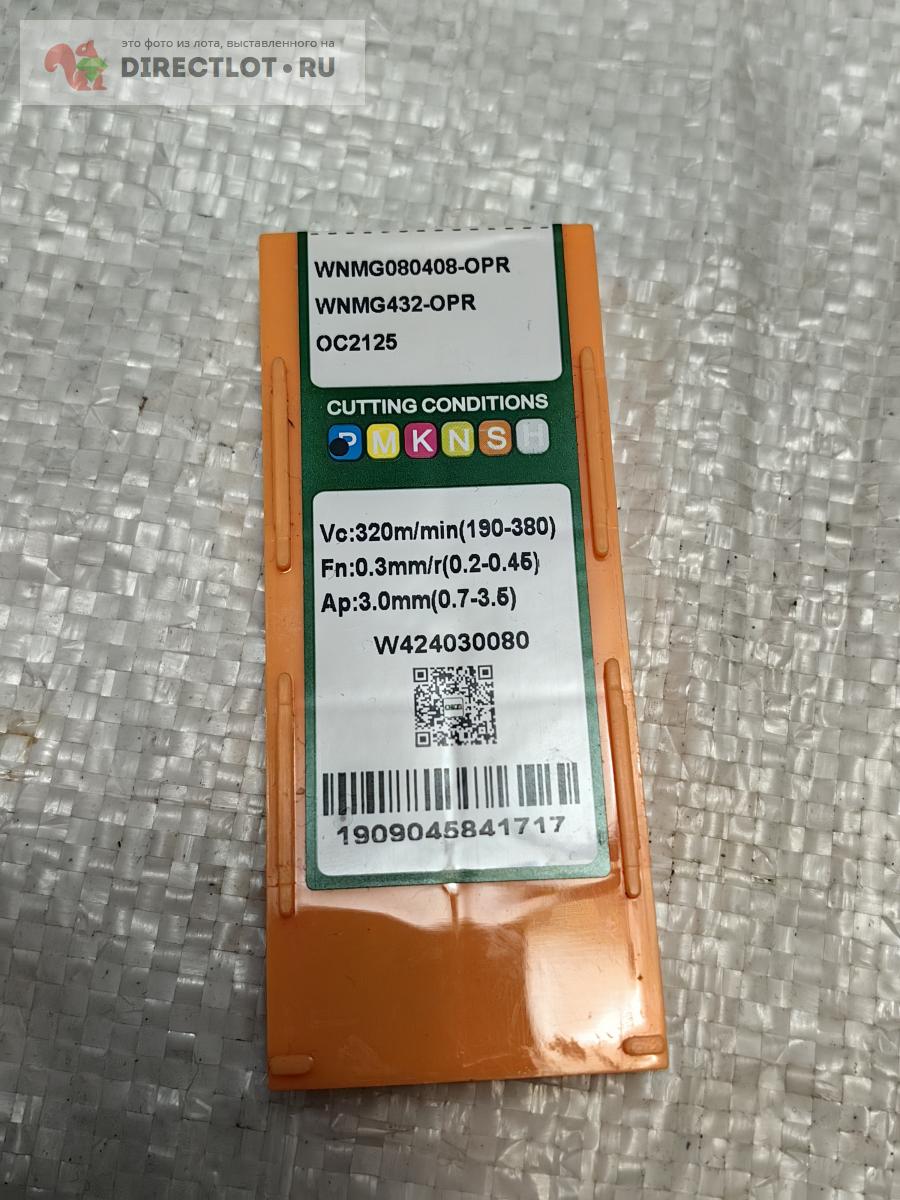 это фото из лота, выставленного на
DIRECTLOT.RU
WNMG080408-OPR
WNMG432-OPR
OC2125
CUTTING CONDITIONS
P M K N S H
Vc:320m/min(190-380)
Fn:0.3mm/r(0.2-0.45)
Ap:3.0mm(0.7-3.5)
W424030080
1909045841717